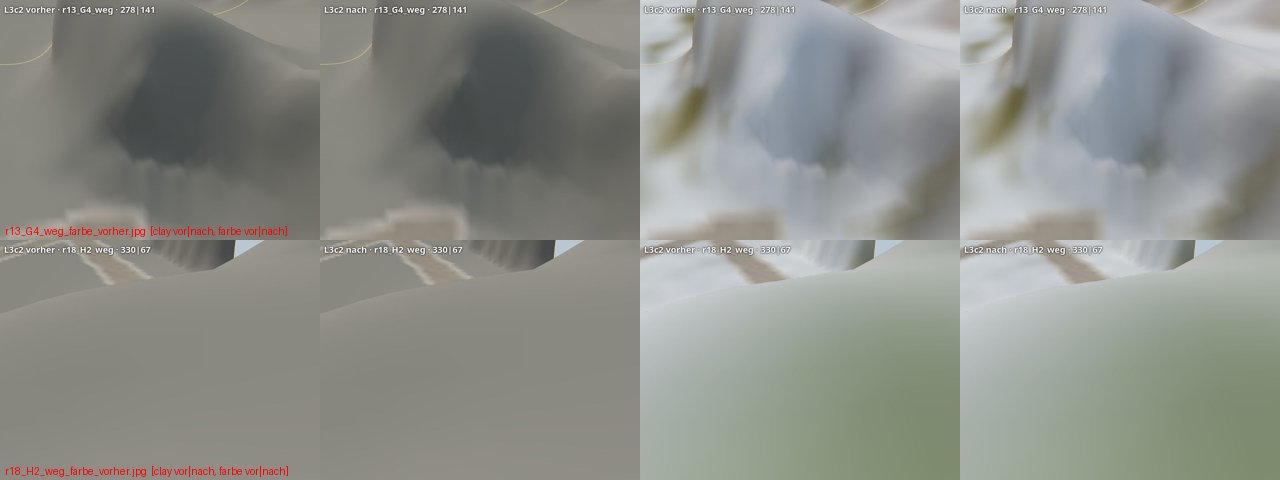 L3c2 vorher · r13_G4_weg · 278|141
L3c2 nach · r13_G4_weg · 278|141
L3c2 vorher · r13_G4_weg · 278|141
L3c2 nach · r13_G4_weg · 278|141
r13_G4_weg_farbe_vorher.jpg [clay vor|nach, farbe vor|nach]
L3c2 vorher · r18_H2_weg · 330|67
L3c2 nach · r18_H2_weg · 330|67
L3c2 vorher · r18_H2_weg · 330|67
L3c2 nach · r18_H2_weg · 330|67
r18_H2_weg_farbe_vorher.jpg [clay vor|nach, farbe vor|nach]